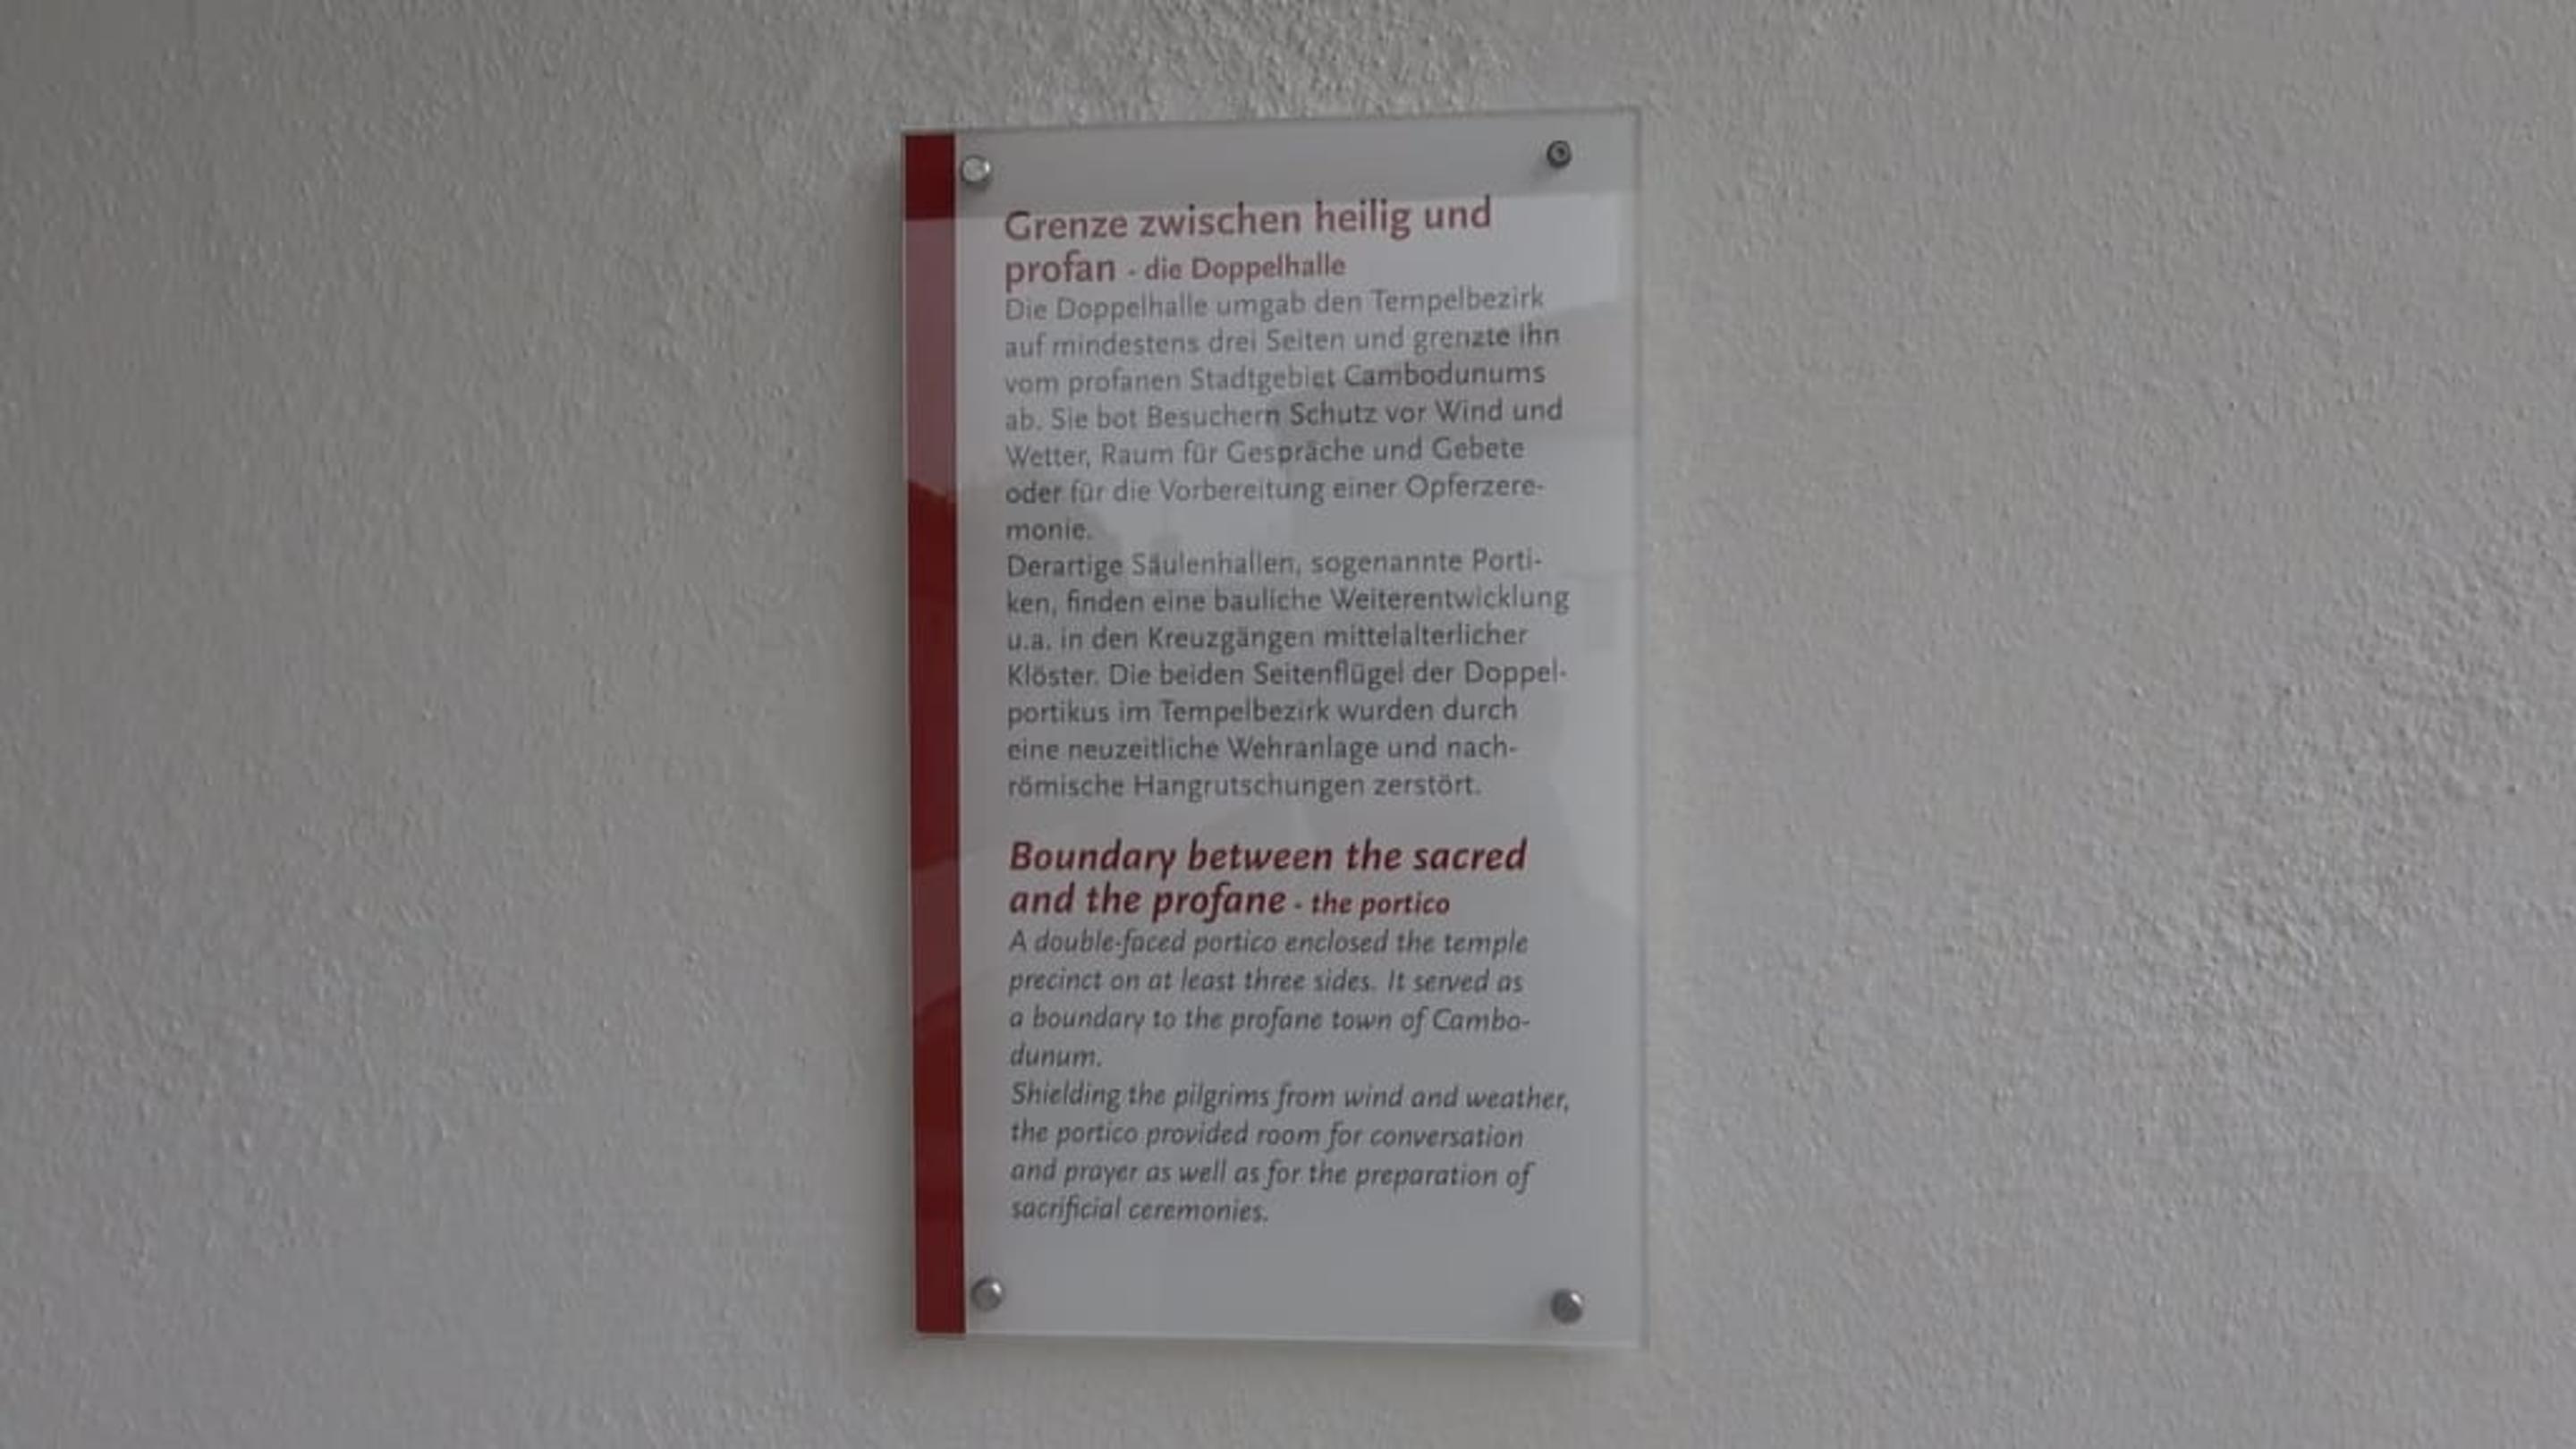 Grenze zwischen heilig und
profan - die Doppelhalle
Die Doppelhalle umgab den Tempelbezirk
auf mindestens drei Seiten und grenzte ihn
vom profanen Stadtgebiet Cambodunums
ab. Sie bot Besuchern Schutz vor Wind und
Wetter, Raum für Gespräche und Gebete
oder für die Vorbereitung einer Opferzere-
monie.
Derartige Säulenhallen, sogenannte Porti-
ken, finden eine bauliche Weiterentwicklung
u.a. in den Kreuzgängen mittelalterlicher
Klöster. Die beiden Seitenflügel der Doppel-
portikus im Tempelbezirk wurden durch
eine neuzeitliche Wehranlage und nach-
römische Hangrutschungen zerstört.
Boundary between the sacred
and the profane - the portico
A double-faced portico enclosed the temple
precinct on at least three sides. It served as
a boundary to the profane town of Cambo-
dunum.
Shielding the pilgrims from wind and weather,
the portico provided room for conversation
and prayer as well as for the preparation of
sacrificial ceremonies.